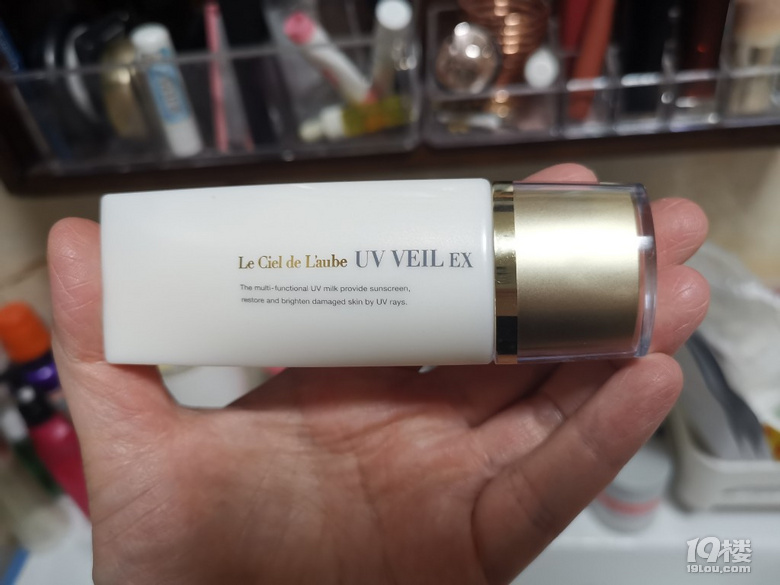 Le Ciel de L'aube UV VEIL EX
The multi-functional UV milk provide sunscreen,
restore and brighten damaged skin by UV rays.
19楼
19lou.com